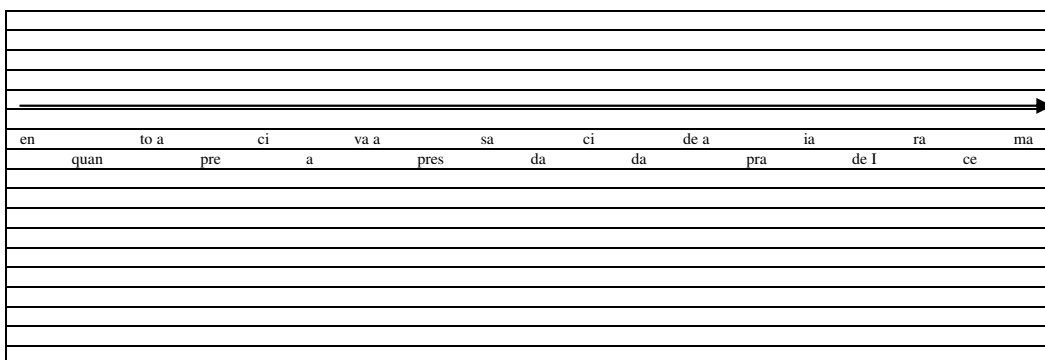 en to a ci va a sa ci de a ia ra ma
quan pre a pres da da pra de I ce